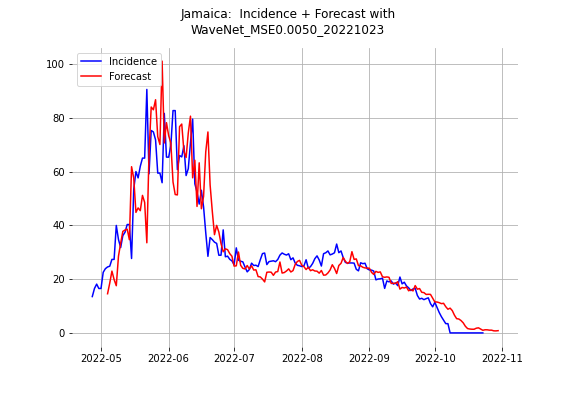 Jamaica:  Incidence + Forecast with
WaveNet_MSE0.0050_20221023
Incidence
Forecast
100
80
60
40
20
0
2022-05 2022-06 2022-07 2022-08 2022-09 2022-10 2022-11